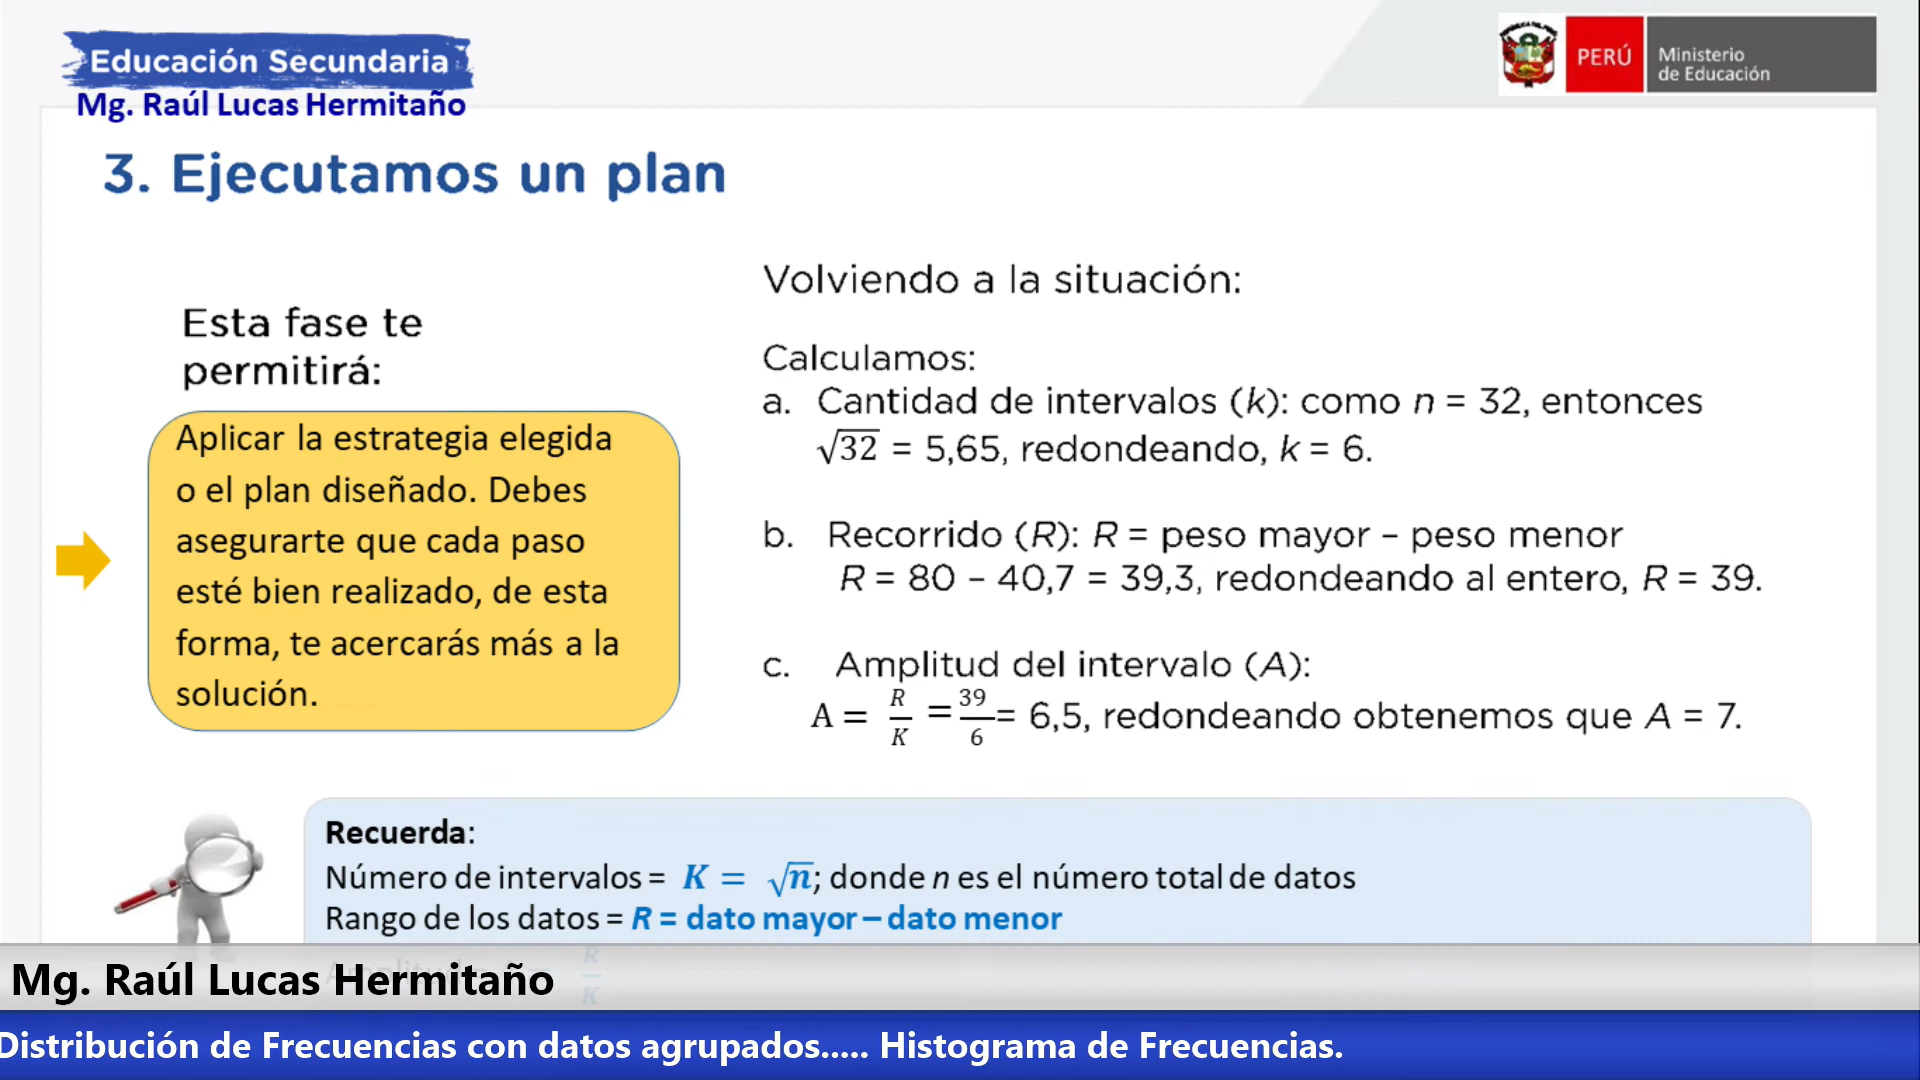 Educación Secundaria
Mg. Raúl Lucas Hermitaño
PERÚ
Ministerio
de Educación
3. Ejecutamos un plan
Esta fase te
permitirá:
Aplicar la estrategia elegida
o el plan diseñado. Debes
asegurarte que cada paso
esté bien realizado, de esta
forma, te acercarás más a la
solución.
Volviendo a la situación:
Calculamos:
a. Cantidad de intervalos (k): como n = 32, entonces
√32 = 5,65, redondeando, k = 6.
b. Recorrido (R): R = peso mayor – peso menor
R = 80 – 40,7 = 39,3, redondeando al entero, R = 39.
c. Amplitud del intervalo (A):
A = R/K = 39/6 = 6,5, redondeando obtenemos que A = 7.
Recuerda:
Número de intervalos = K = √n; donde n es el número total de datos
Rango de los datos = R = dato mayor – dato menor
R/K
Mg. Raúl Lucas Hermitaño
Distribución de Frecuencias con datos agrupados..... Histograma de Frecuencias.